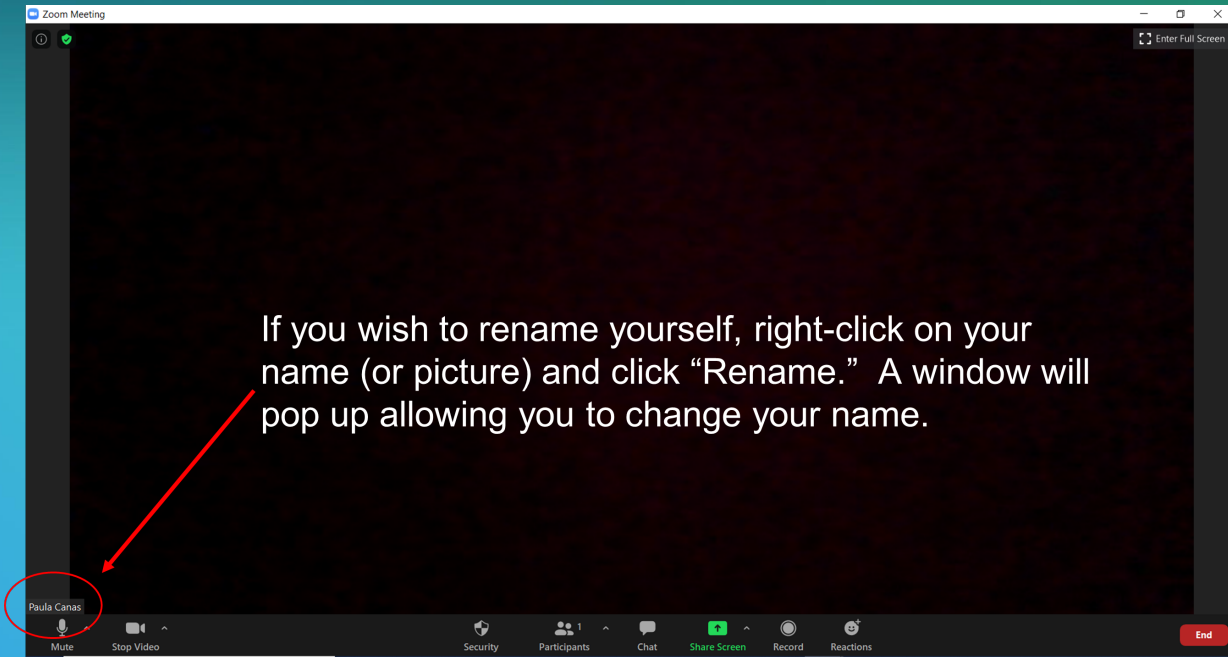 Zoom Meeting
Enter Full Screen
If you wish to rename yourself, right-click on your
name (or picture) and click “Rename.”  A window will
pop up allowing you to change your name.
Paula Canas
1
Mute Stop Video Security Participants Chat Share Screen Record Reactions
End